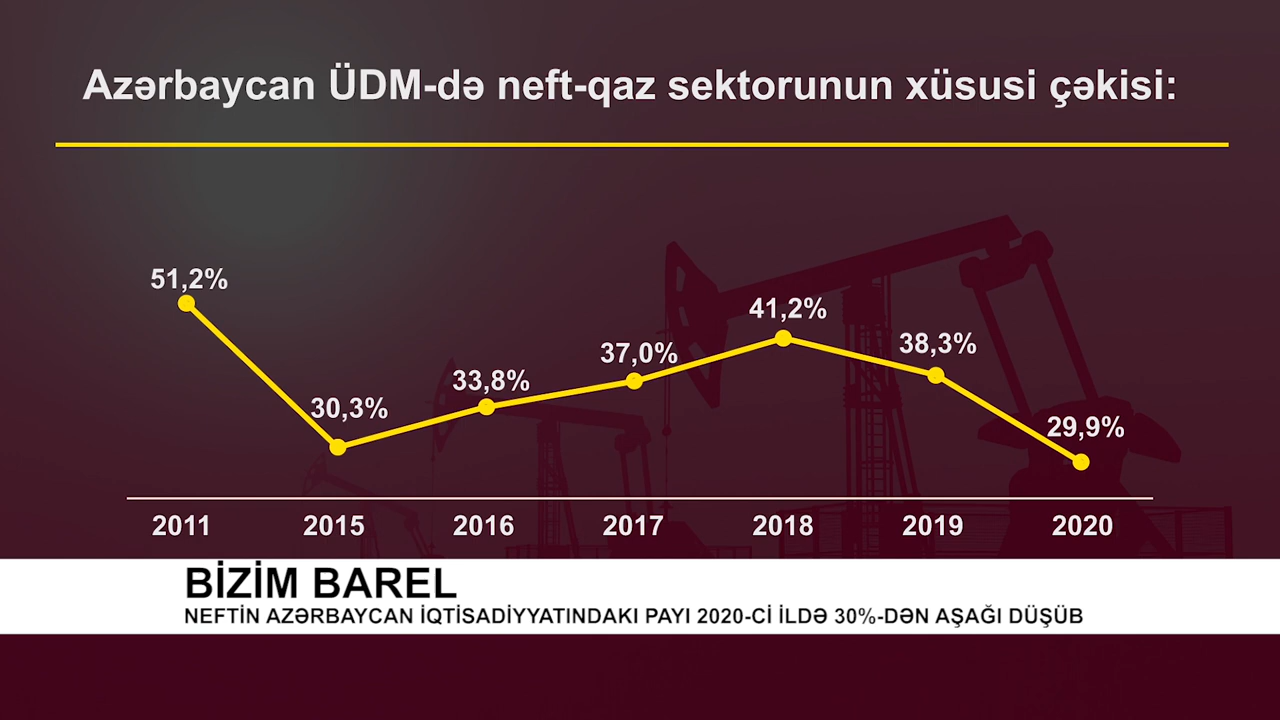 Azərbaycan ÜDM-də neft-qaz sektorunun xüsusi çəkisi:
51,2%
30,3%
33,8%
37,0%
41,2%
38,3%
29,9%
2011 2015 2016 2017 2018 2019 2020
BİZİM BAREL
NEFTİN AZƏRBAYCAN İQTİSADİYYATINDAKI PAYI 2020-Cİ İLDƏ 30%-DƏN AŞAĞI DÜŞÜB